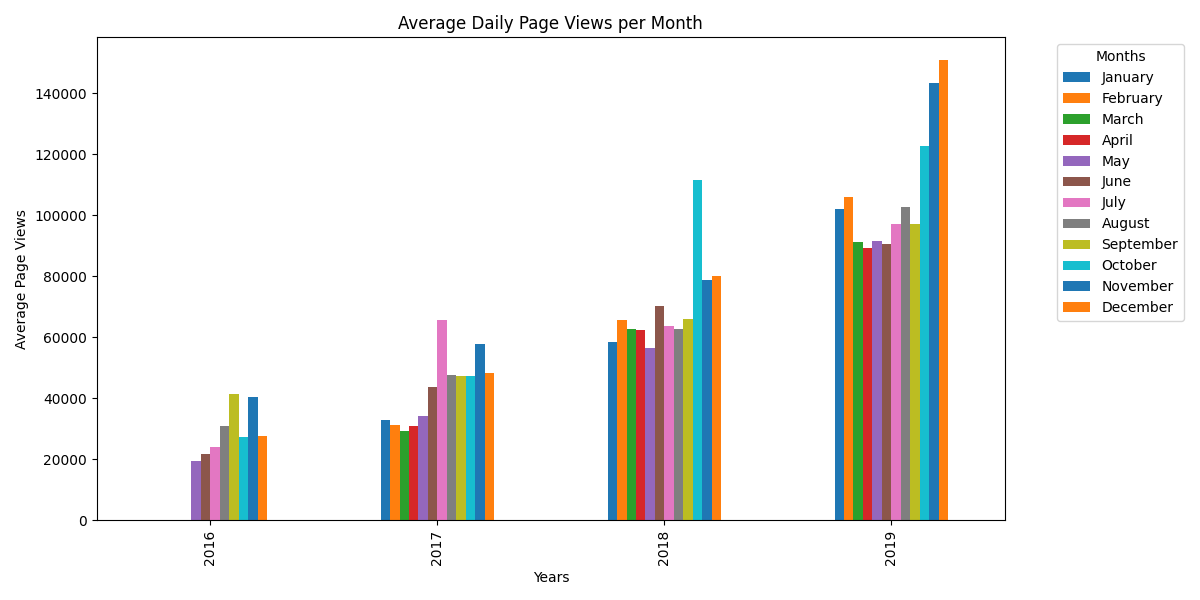 Average Daily Page Views per Month
Average Page Views
140000
120000
100000
80000
60000
40000
20000
0
2016
2017
2018
2019
Years
Months
January
February
March
April
May
June
July
August
September
October
November
December